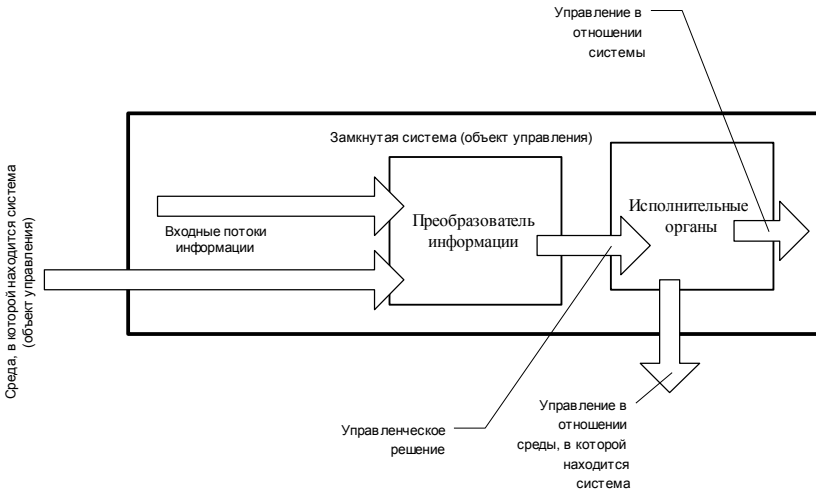 Управление в
отношении
системы
Замкнутая система (объект управления)
Среда, в которой находится система
(объект управления)
Входные потоки
информации
Преобразователь
информации
Исполнительные
органы
Управленческое
решение
Управление в
отношении
среды, в которой
находится
система